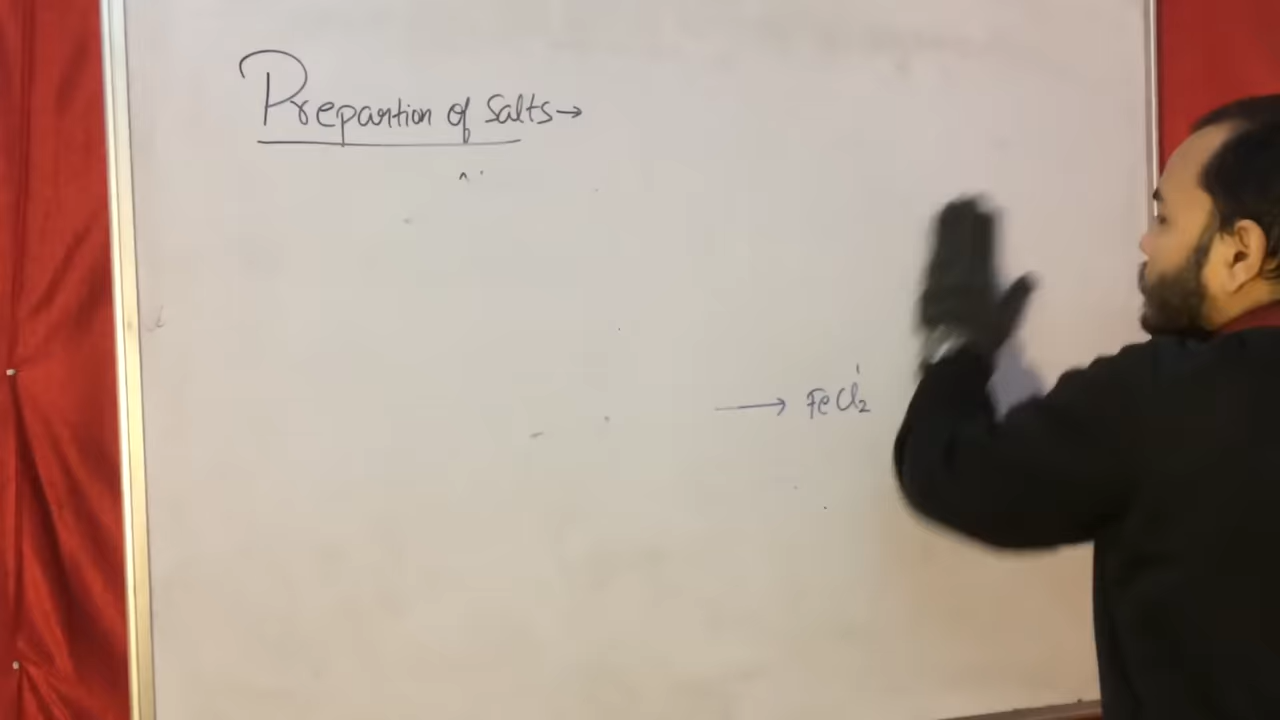 Prepartion of Salts→
→ FeCl₂